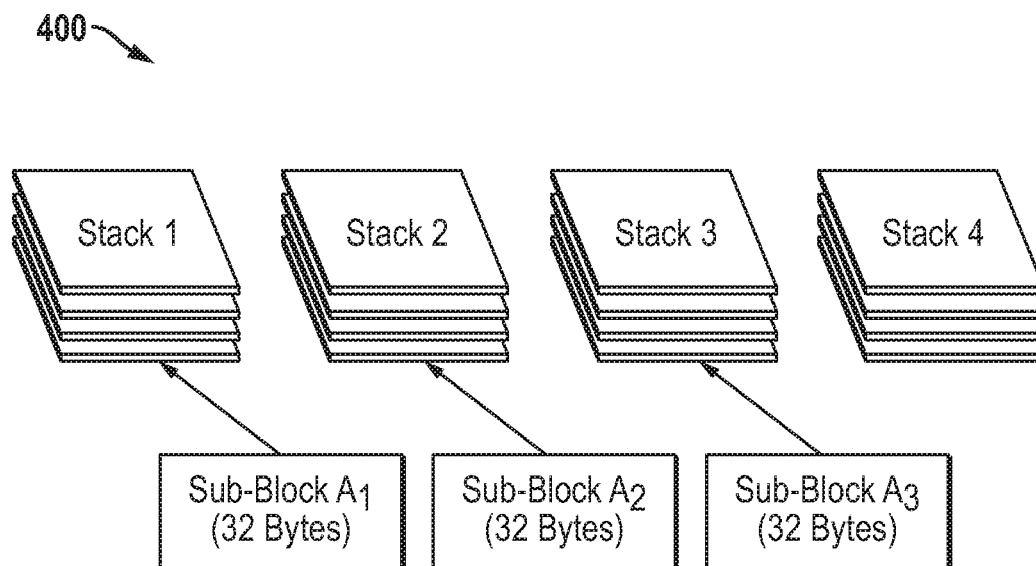 400
Stack 1
Stack 2
Stack 3
Stack 4
Sub-Block A1
(32 Bytes)
Sub-Block A2
(32 Bytes)
Sub-Block A3
(32 Bytes)